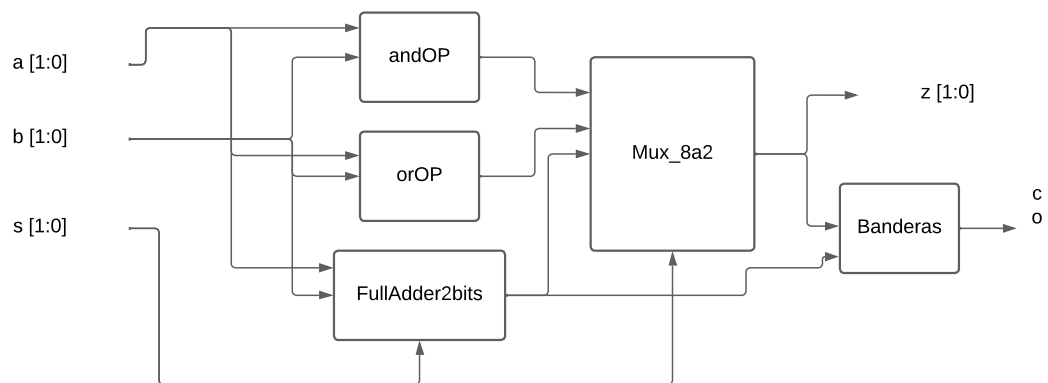 a [1:0]
b [1:0]
s [1:0]
andOP
orOP
FullAdder2bits
Mux_8a2
z [1:0]
Banderas
c
o